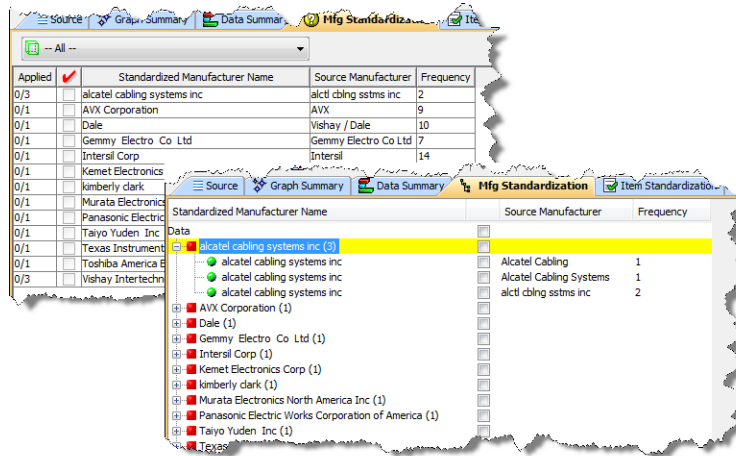 Source Graph Summary Data Summar Mfg Standardiza Ite
-- All --
Applied Standardized Manufacturer Name Source Manufacturer Frequency
0/3 alcatel cabling systems inc alctl cblng sstms inc 2
0/1 AVX Corporation AVX 9
0/1 Dale Vishay / Dale 10
0/1 Gemmy Electro Co Ltd Gemmy Electro Co Ltd 7
0/1 Intersil Corp Intersil 14
0/1 Kemet Electronics
0/1 kimberly clark
0/1 Murata Electronics
0/1 Panasonic Electric
0/1 Taiyo Yuden Inc
0/1 Texas Instrument
0/1 Toshiba America E
0/3 Vishay Intertechn
Source Graph Summary Data Summary Mfg Standardization Item Standardization
Standardized Manufacturer Name Source Manufacturer Frequency
Data
alcatel cabling systems inc (3)
alcatel cabling systems inc Alcatel Cabling 1
alcatel cabling systems inc Alcatel Cabling Systems 1
alcatel cabling systems inc alctl cblng sstms inc 2
AVX Corporation (1)
Dale (1)
Gemmy Electro Co Ltd (1)
Intersil Corp (1)
Kemet Electronics Corp (1)
kimberly clark (1)
Murata Electronics North America Inc (1)
Panasonic Electric Works Corporation of America (1)
Taiyo Yuden Inc (1)
Texas